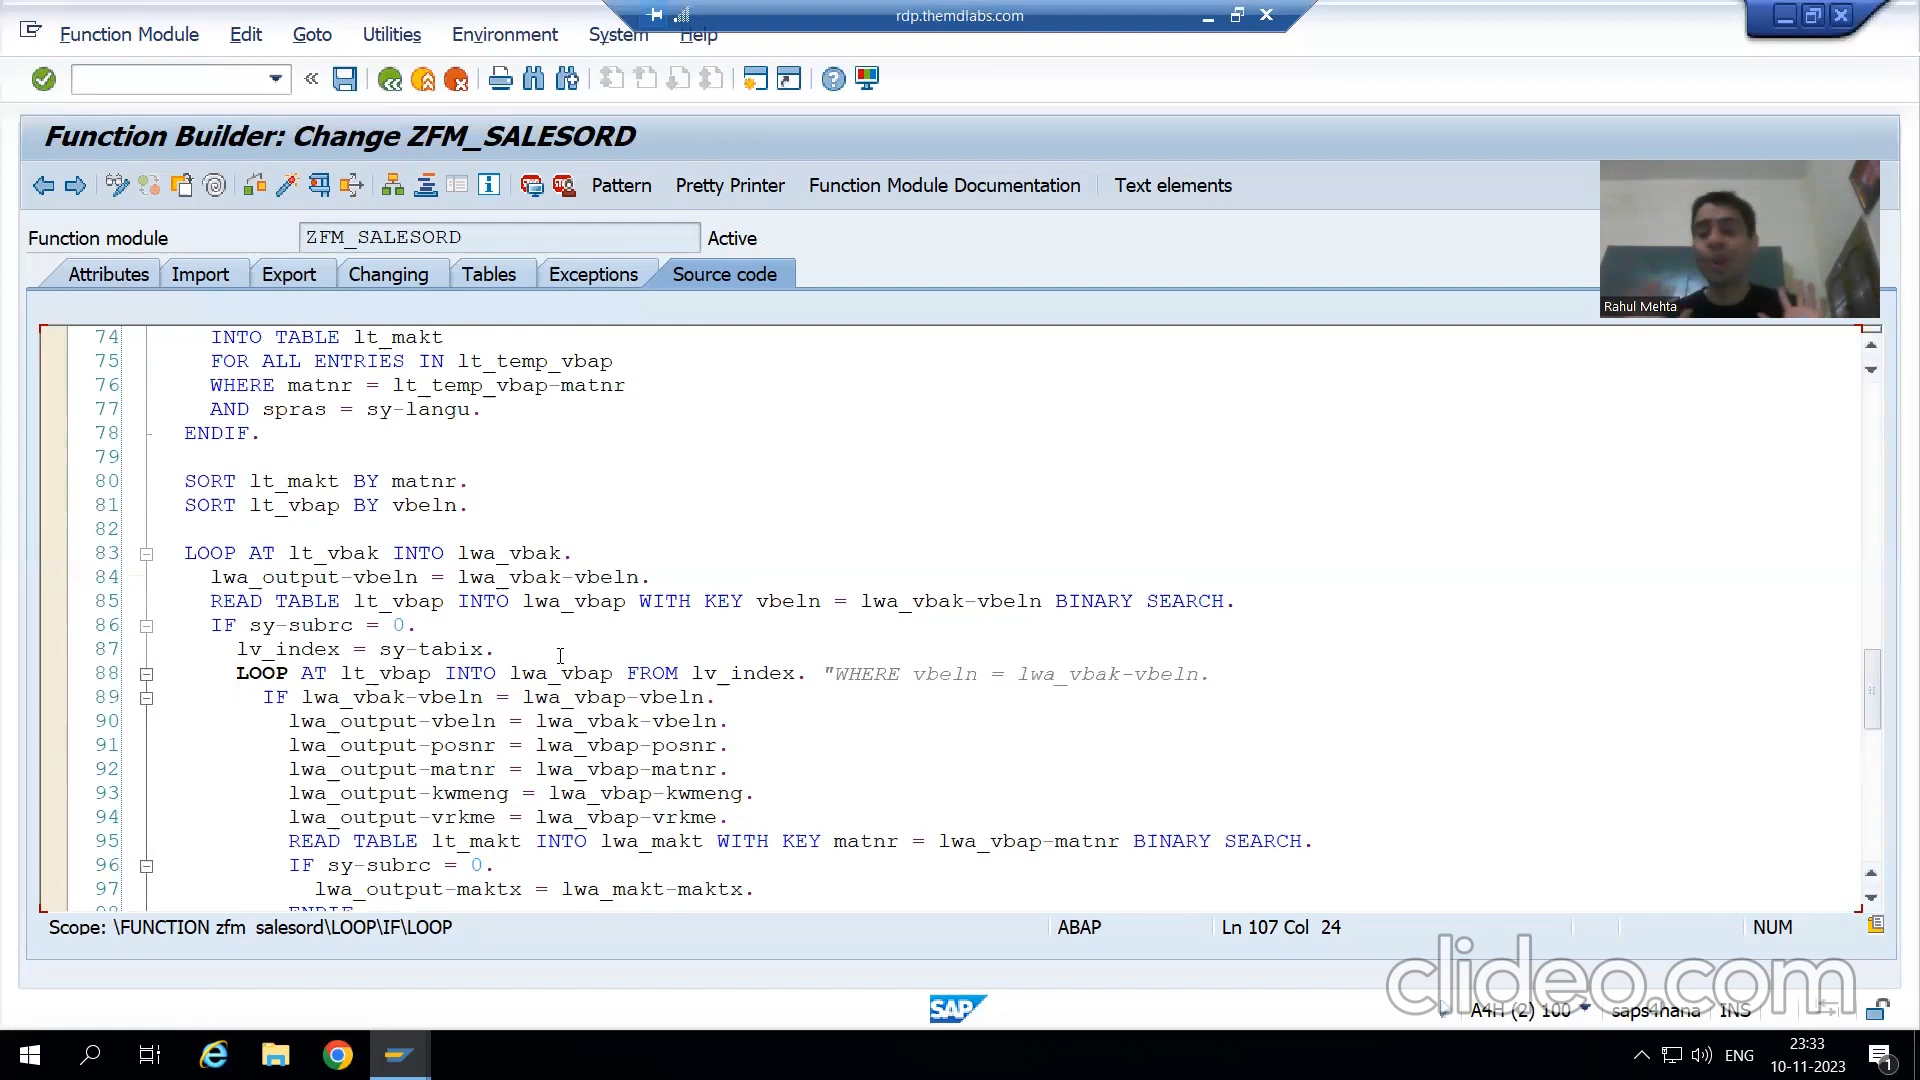 rdp.themdlabs.com
Function Module Edit Goto Utilities Environment System Help
Function Builder: Change ZFM_SALESORD
Pattern Pretty Printer Function Module Documentation Text elements
Function module ZFM_SALESORD Active
Attributes Import Export Changing Tables Exceptions Source code
Rahul Mehta
74 INTO TABLE lt_makt
75 FOR ALL ENTRIES IN lt_temp_vbap
76 WHERE matnr = lt_temp_vbap-matnr
77 AND spras = sy-langu.
78 ENDIF.
79
80 SORT lt_makt BY matnr.
81 SORT lt_vbap BY vbeln.
82
83 LOOP AT lt_vbak INTO lwa_vbak.
84 lwa_output-vbeln = lwa_vbak-vbeln.
85 READ TABLE lt_vbap INTO lwa_vbap WITH KEY vbeln = lwa_vbak-vbeln BINARY SEARCH.
86 IF sy-subrc = 0.
87 lv_index = sy-tabix.
88 LOOP AT lt_vbap INTO lwa_vbap FROM lv_index. "WHERE vbeln = lwa_vbak-vbeln.
89 IF lwa_vbak-vbeln = lwa_vbap-vbeln.
90 lwa_output-vbeln = lwa_vbak-vbeln.
91 lwa_output-posnr = lwa_vbap-posnr.
92 lwa_output-matnr = lwa_vbap-matnr.
93 lwa_output-kwmeng = lwa_vbap-kwmeng.
94 lwa_output-vrkme = lwa_vbap-vrkme.
95 READ TABLE lt_makt INTO lwa_makt WITH KEY matnr = lwa_vbap-matnr BINARY SEARCH.
96 IF sy-subrc = 0.
97 lwa_output-maktx = lwa_makt-maktx.
98 ENDIF
Scope: \FUNCTION zfm_salesord\LOOP\IF\LOOP ABAP Ln 107 Col 24 NUM
clideo.com
SAP A4H (2) 100 saps4hana INS
ENG 23:33
10-11-2023
1